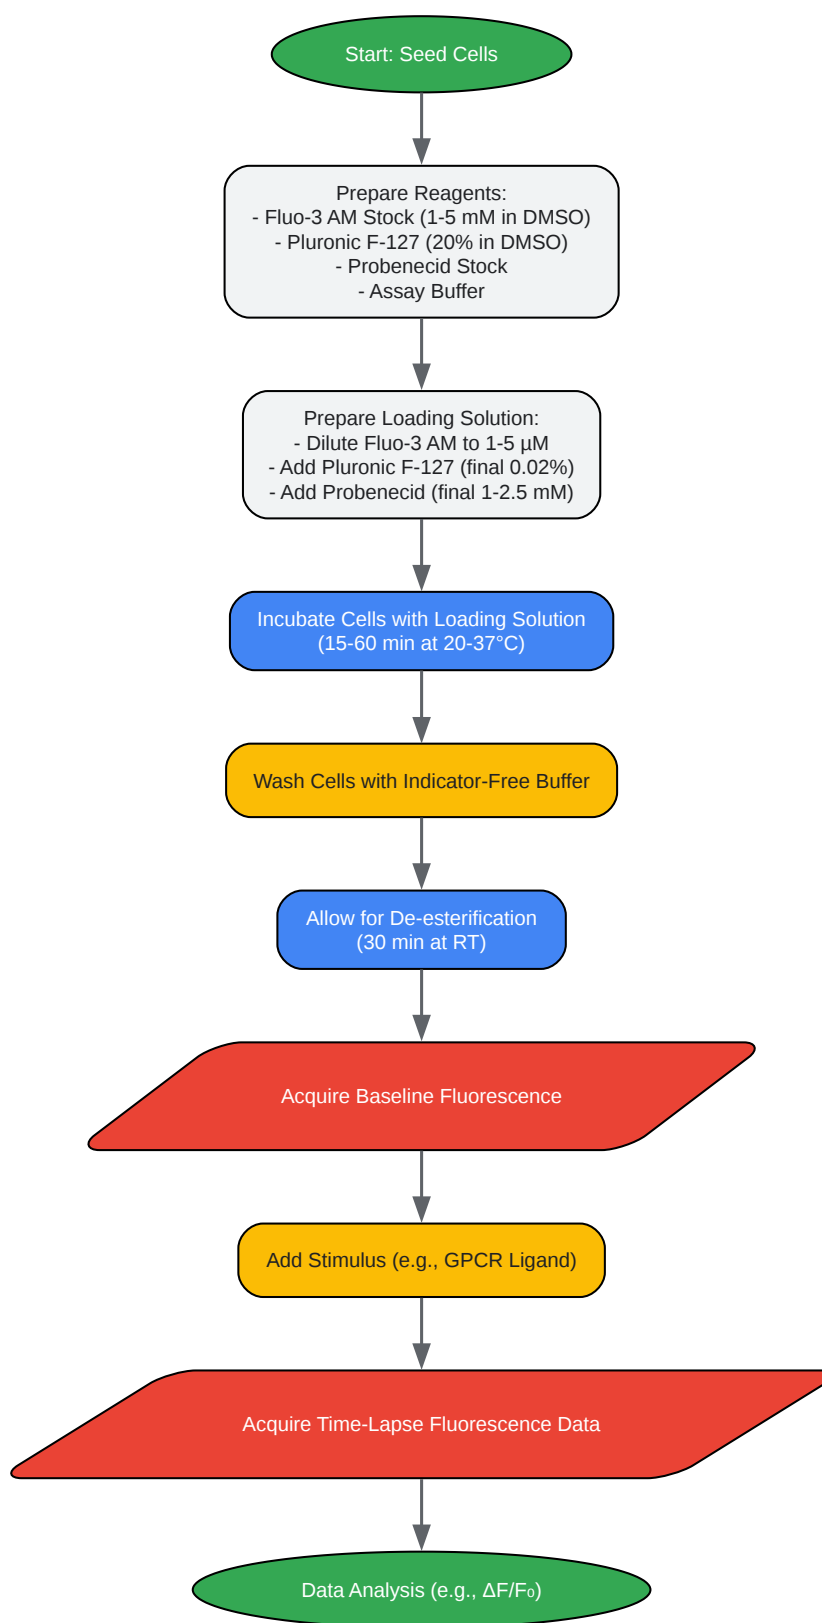 Start: Seed Cells
Prepare Reagents:
- Fluo-3 AM Stock (1-5 mM in DMSO)
- Pluronic F-127 (20% in DMSO)
- Probenecid Stock
- Assay Buffer
Prepare Loading Solution:
- Dilute Fluo-3 AM to 1-5 µM
- Add Pluronic F-127 (final 0.02%)
- Add Probenecid (final 1-2.5 mM)
Incubate Cells with Loading Solution
(15-60 min at 20-37°C)
Wash Cells with Indicator-Free Buffer
Allow for De-esterification
(30 min at RT)
Acquire Baseline Fluorescence
Add Stimulus (e.g., GPCR Ligand)
Acquire Time-Lapse Fluorescence Data
Data Analysis (e.g., ΔF/F₀)